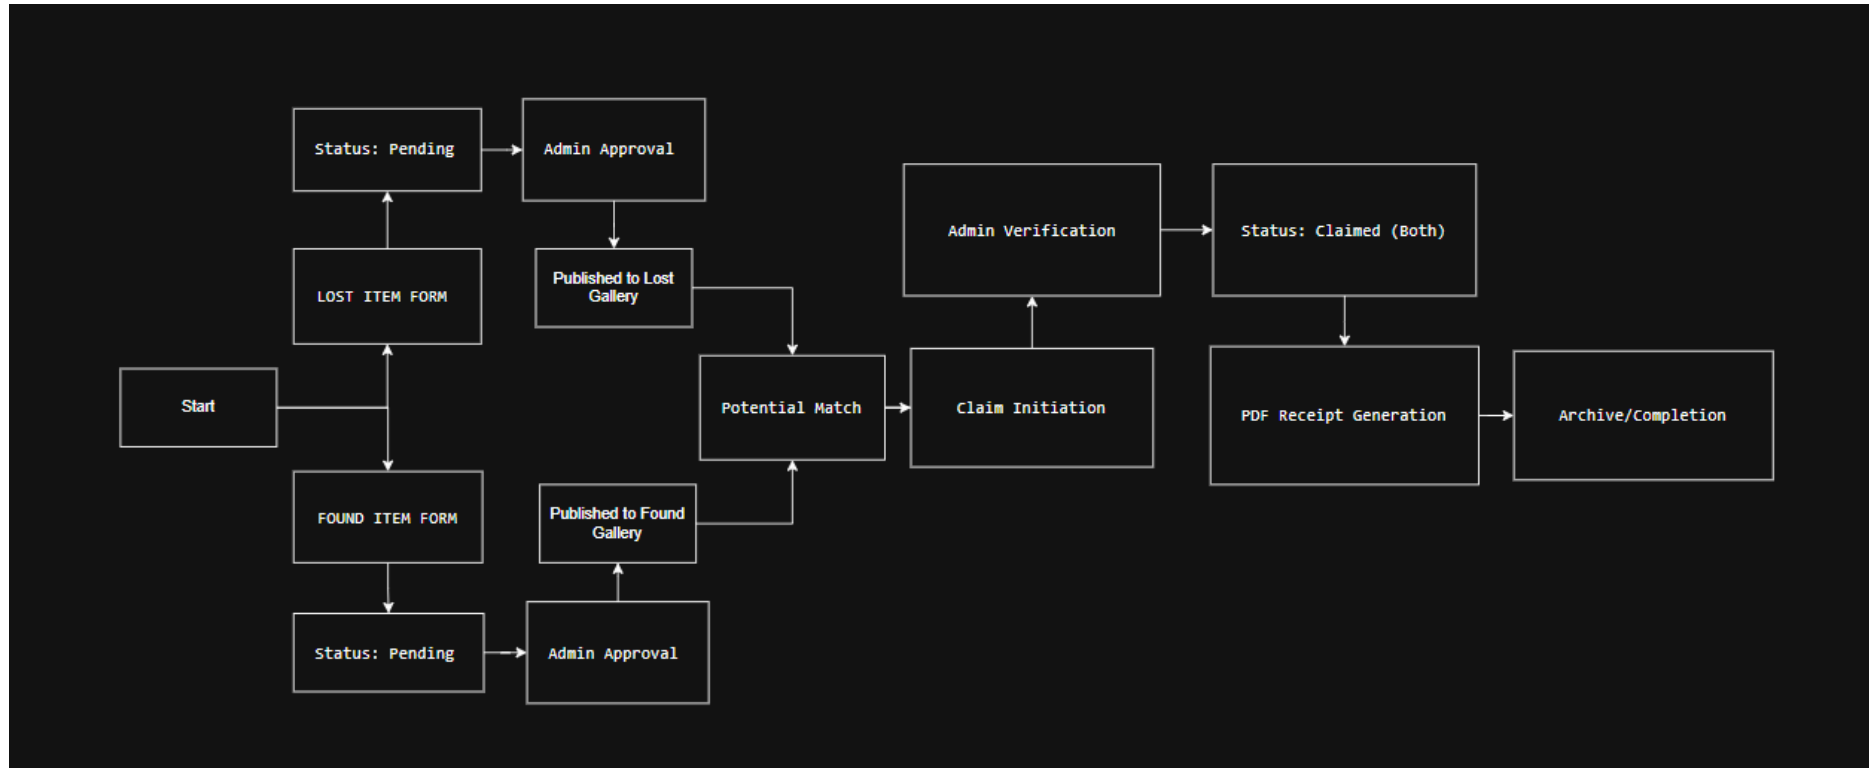 Status: Pending
Admin Approval
LOST ITEM FORM
Published to Lost
Gallery
Start
FOUND ITEM FORM
Status: Pending
Admin Approval
Published to Found
Gallery
Potential Match
Claim Initiation
Admin Verification
Status: Claimed (Both)
PDF Receipt Generation
Archive/Completion